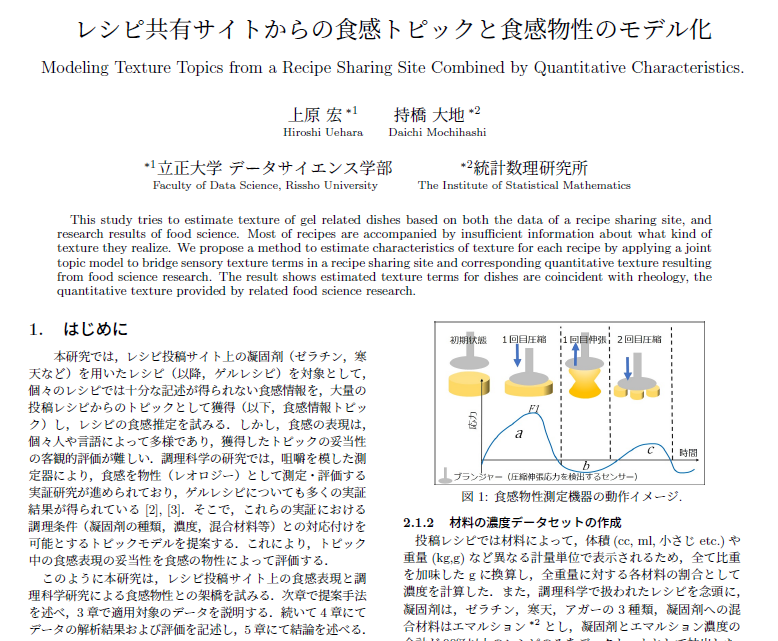 レシピ共有サイトからの食感トピックと食感物性のモデル化
Modeling Texture Topics from a Recipe Sharing Site Combined by Quantitative Characteristics.
上原 宏 *1 持橋 大地 *2
Hiroshi Uehara Daichi Mochihashi
*1立正大学 データサイエンス学部 *2統計数理研究所
Faculty of Data Science, Rissho University The Institute of Statistical Mathematics
This study tries to estimate texture of gel related dishes based on both the data of a recipe sharing site, and
research results of food science. Most of recipes are accompanied by insufficient information about what kind of
texture they realize. We propose a method to estimate characteristics of texture for each recipe by applying a joint
topic model to bridge sensory texture terms in a recipe sharing site and corresponding quantitative texture resulting
from food science research. The result shows estimated texture terms for dishes are coincident with rheology, the
quantitative texture provided by related food science research.
1. はじめに
本研究では，レシピ投稿サイト上の凝固剤（ゼラチン，寒
天など）を用いたレシピ（以降，ゲルレシピ）を対象として，
個々のレシピでは十分な記述が得られない食感情報を，大量の
投稿レシピからのトピックとして獲得（以下，食感情報トピッ
ク）し，レシピの食感推定を試みる．しかし，食感の表現は，
個々人や言語によって多様であり，獲得したトピックの妥当性
の客観的評価が難しい．調理科学の研究では，咀嚼を模した測
定器により，食感を物性（レオロジー）として測定・評価する
実証研究が進められており，ゲルレシピについても多くの実証
結果が得られている [2], [3]．そこで，これらの実証における
調理条件（凝固剤の種類，濃度，混合材料等）との対応付けを
可能とするトピックモデルを提案する．これにより，トピック
中の食感表現の妥当性を食感の物性によって評価する．
このように本研究は，レシピ投稿サイト上の食感表現と調
理科学研究による食感物性との架橋を試みる．次章で提案手法
を述べ，3 章で適用対象のデータを説明する．続いて 4 章にて
データの解析結果および評価を記述し，5 章にて結論を述べる．
初期状態 1回目圧縮 1回目伸張 2回目圧縮
応力
F1
a
b
c
時間
プランジャー（圧縮伸張応力を検出するセンサー）
図 1: 食感物性測定機器の動作イメージ．
2.1.2 材料の濃度データセットの作成
投稿レシピでは材料によって，体積 (cc, ml, 小さじ etc.) や
重量 (kg,g) など異なる計量単位で表示されるため，全て比重
を加味した g に換算し，全重量に対する各材料の割合として
濃度を計算した．また，調理科学で扱われたレシピを念頭に，
凝固剤は，ゼラチン，寒天，アガーの 3 種類，凝固剤への混
合材料はエマルション*2 とし，凝固剤とエマルション濃度の